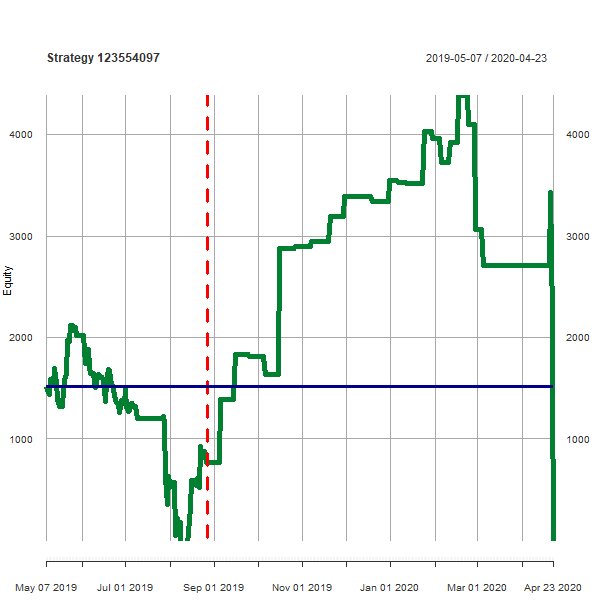 Strategy 123554097
2019-05-07 / 2020-04-23
4000
4000
3000
3000
Equity
2000
2000
1000
1000
May 07 2019
Jul 01 2019
Sep 01 2019
Nov 01 2019
Jan 01 2020
Mar 01 2020
Apr 23 2020